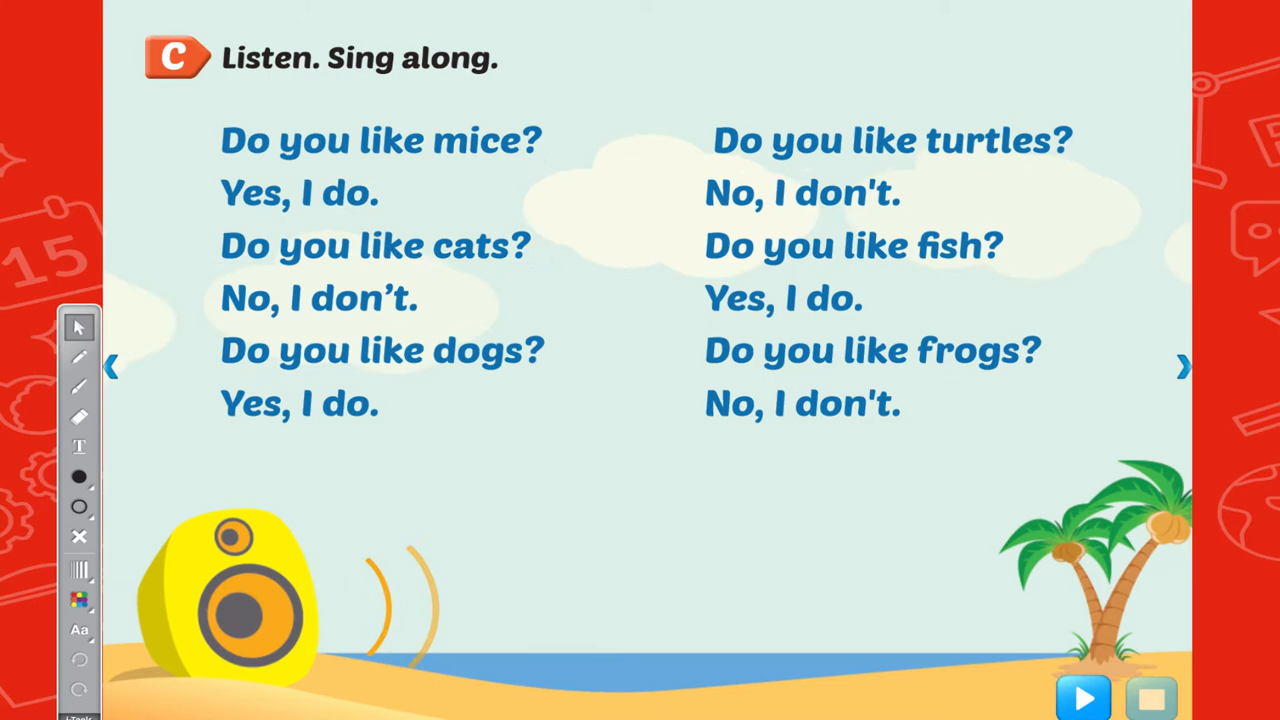 C Listen. Sing along.
Do you like mice?
Yes, I do.
Do you like cats?
No, I don’t.
Do you like dogs?
Yes, I do.
Do you like turtles?
No, I don't.
Do you like fish?
Yes, I do.
Do you like frogs?
No, I don't.
15
T
Aa
i-Tools